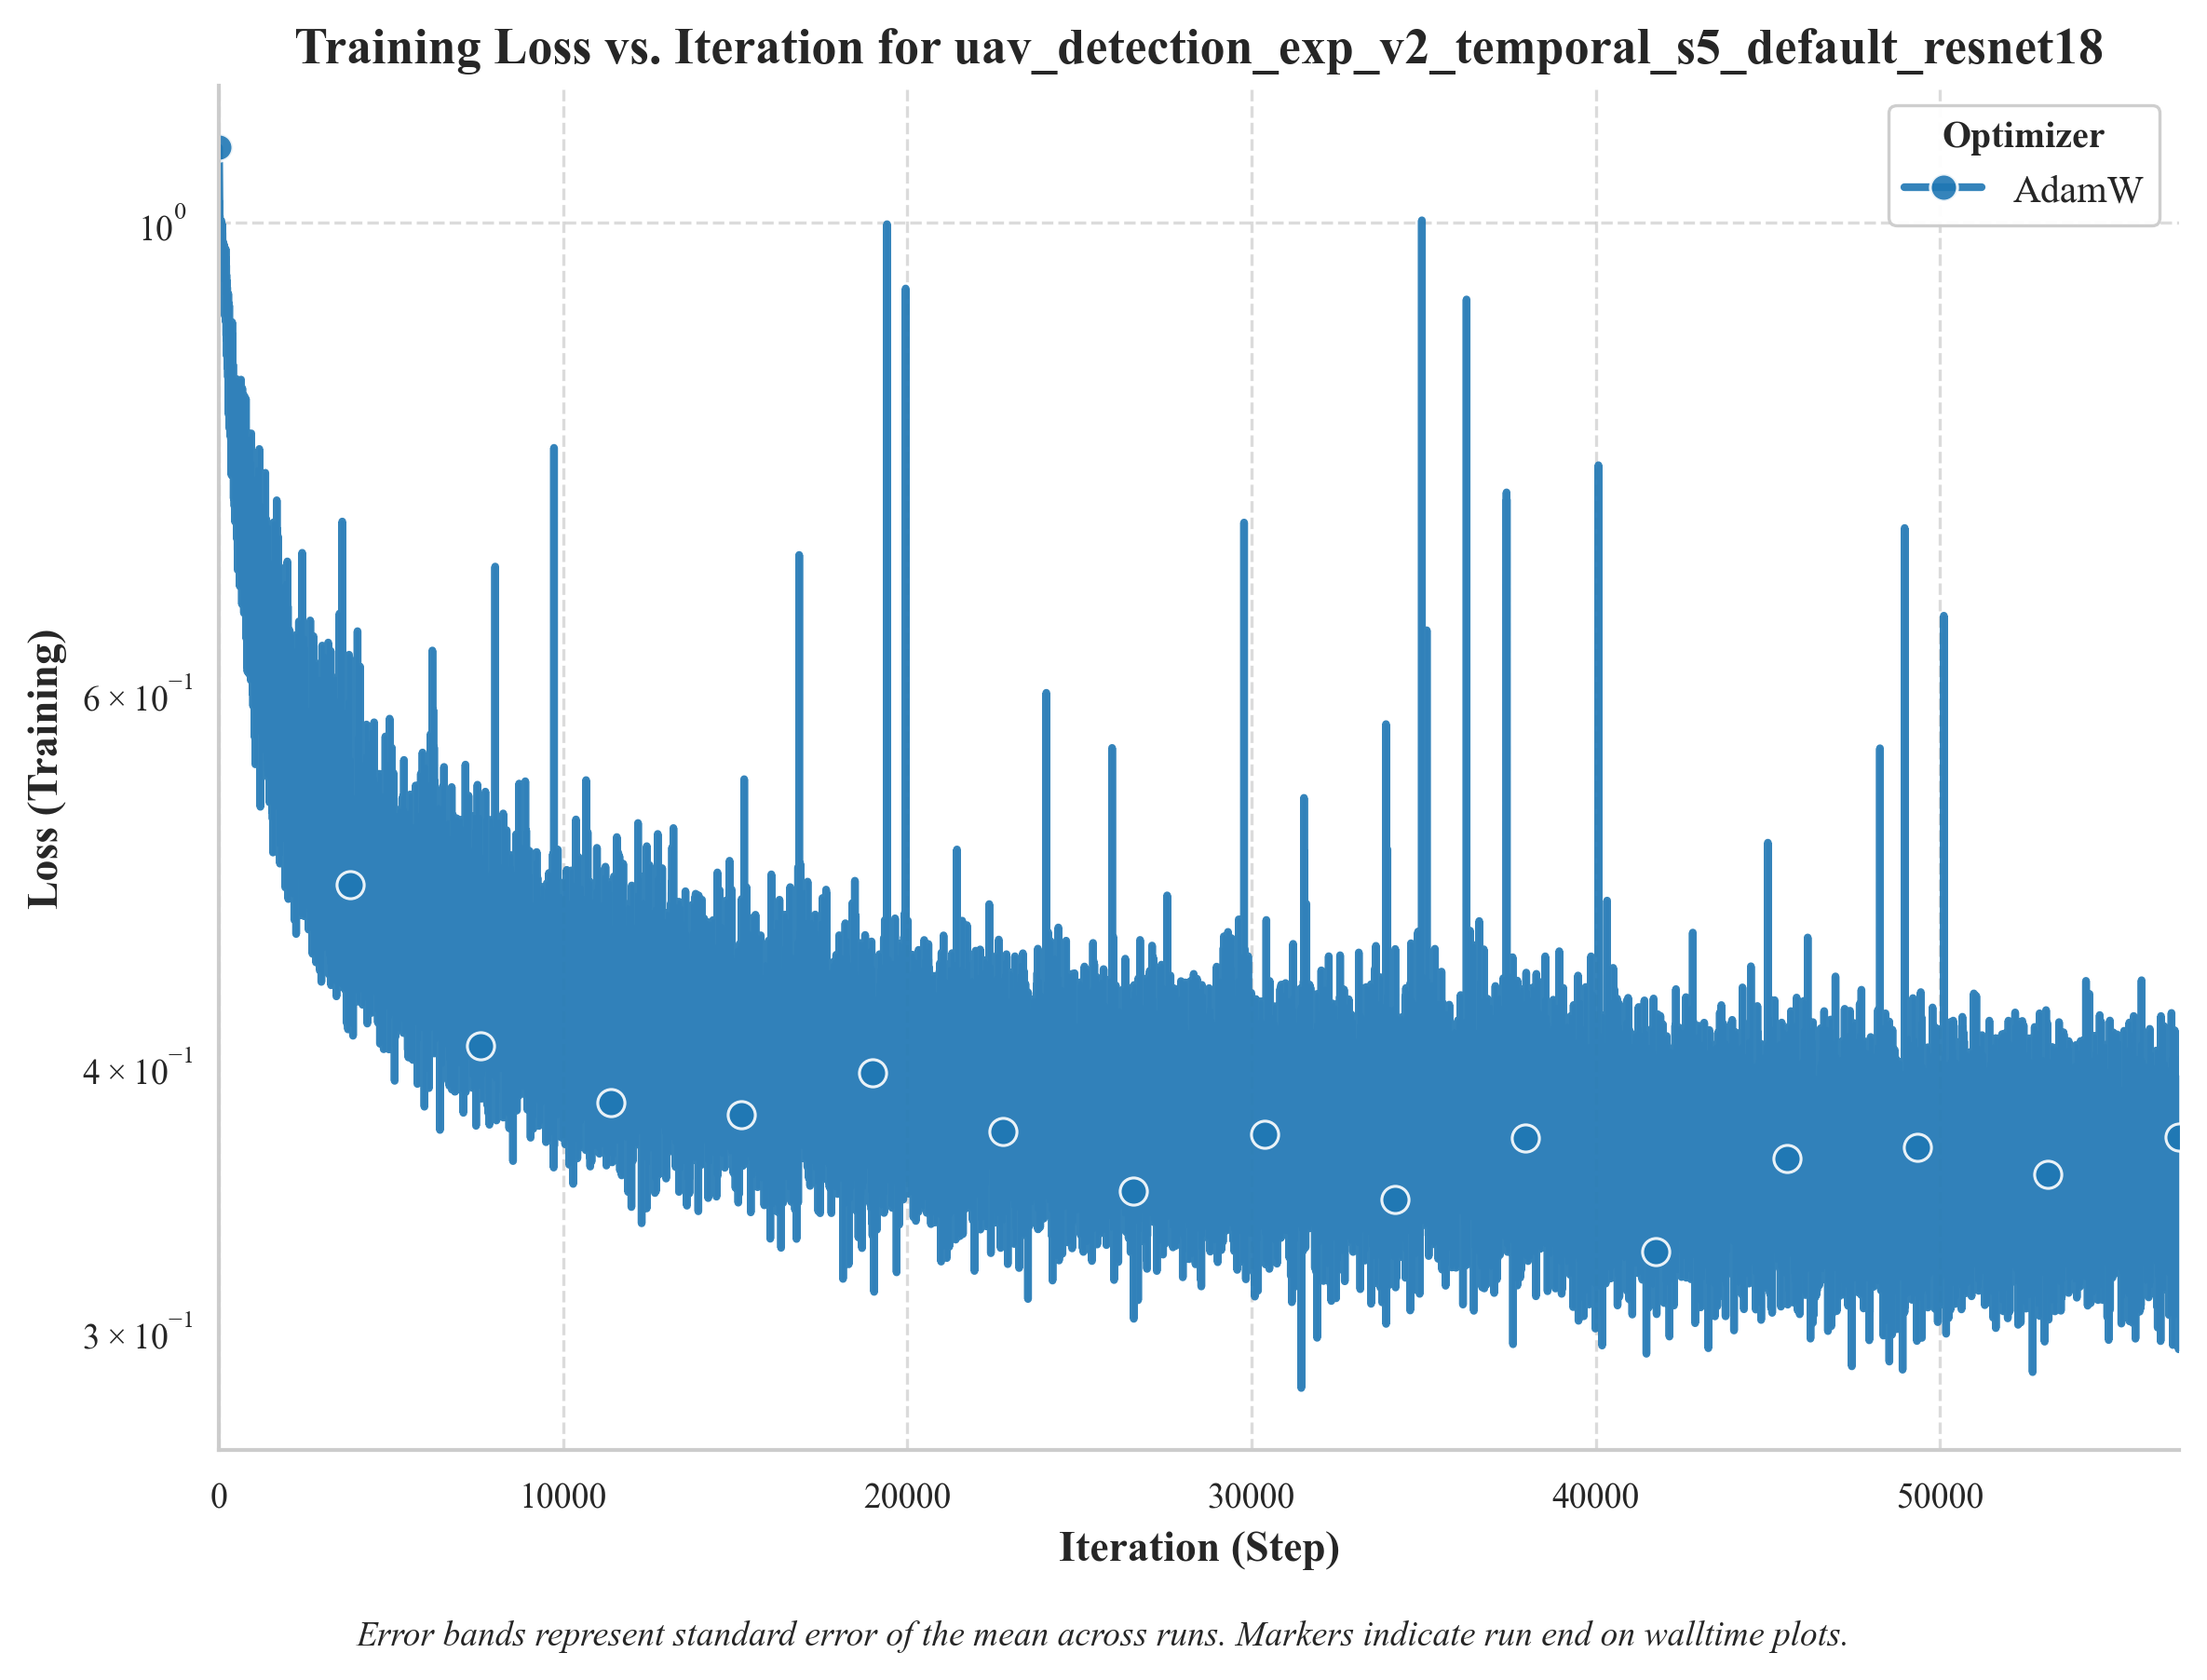 Training Loss vs. Iteration for uav_detection_exp_v2_temporal_s5_default_resnet18
Optimizer
AdamW
10⁰
6 × 10⁻¹
4 × 10⁻¹
3 × 10⁻¹
Loss (Training)
0 10000 20000 30000 40000 50000
Iteration (Step)
Error bands represent standard error of the mean across runs. Markers indicate run end on walltime plots.